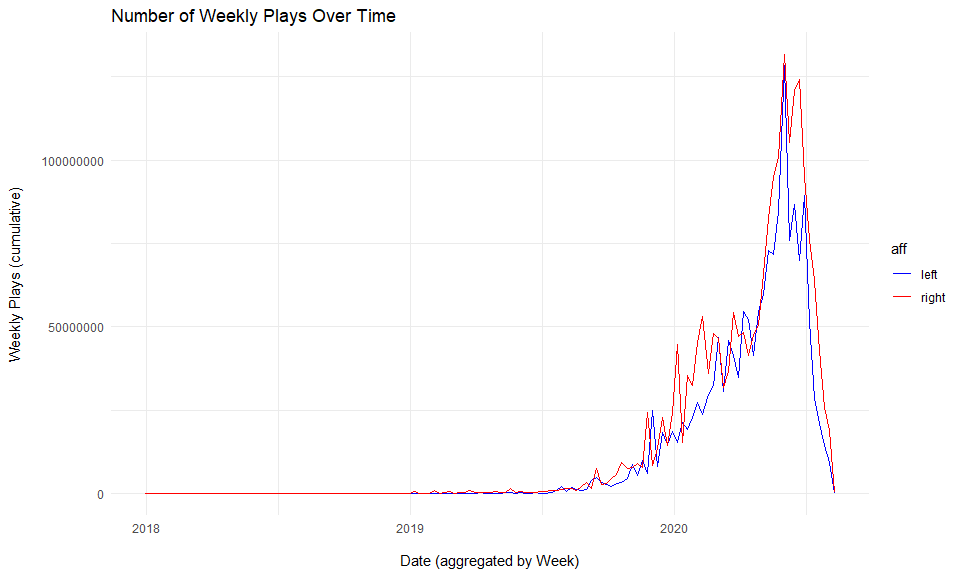 Number of Weekly Plays Over Time
Weekly Plays (cumulative)
100000000
50000000
0
2018 2019 2020
Date (aggregated by Week)
aff
left
right